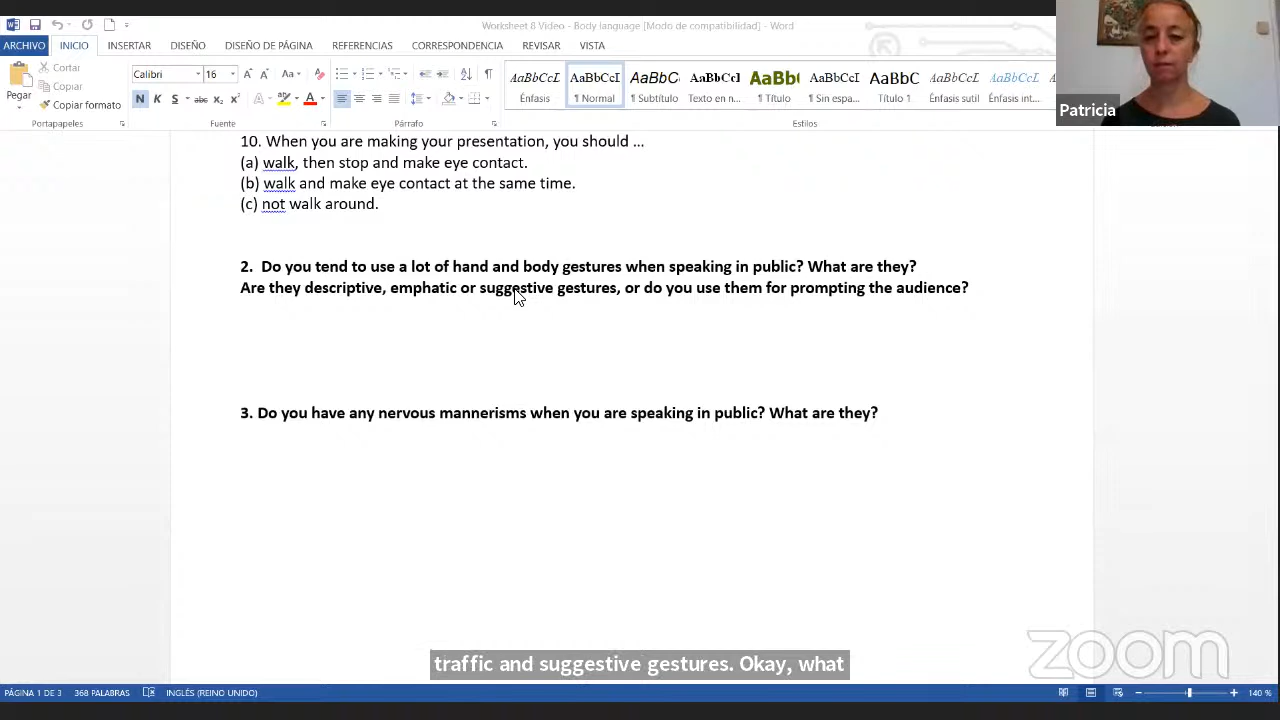 Worksheet 8 Video - Body language [Modo de compatibilidad] - Word
ARCHIVO INICIO INSERTAR DISEÑO DISEÑO DE PÁGINA REFERENCIAS CORRESPONDENCIA REVISAR VISTA
Pegar
Cortar
Copiar
Copiar formato
Portapapeles
Calibri 16
N K S abc x₂ x²
Fuente
Párrafo
AaBbCcI AaBbCcI AaBbC AaBbCcI AaBb( AaBbCcI AaBbC AaBbCcI AaBbCcI
Énfasis ¶ Normal ¶ Subtítulo Texto en n... ¶ Título ¶ Sin espa... Título 1 Énfasis sutil Énfasis int...
Estilos
Patricia
10. When you are making your presentation, you should ...
(a) walk, then stop and make eye contact.
(b) walk and make eye contact at the same time.
(c) not walk around.
2. Do you tend to use a lot of hand and body gestures when speaking in public? What are they?
Are they descriptive, emphatic or suggestive gestures, or do you use them for prompting the audience?
3. Do you have any nervous mannerisms when you are speaking in public? What are they?
traffic and suggestive gestures. Okay, what
zoom
PÁGINA 1 DE 3 368 PALABRAS INGLÉS (REINO UNIDO) 140 %